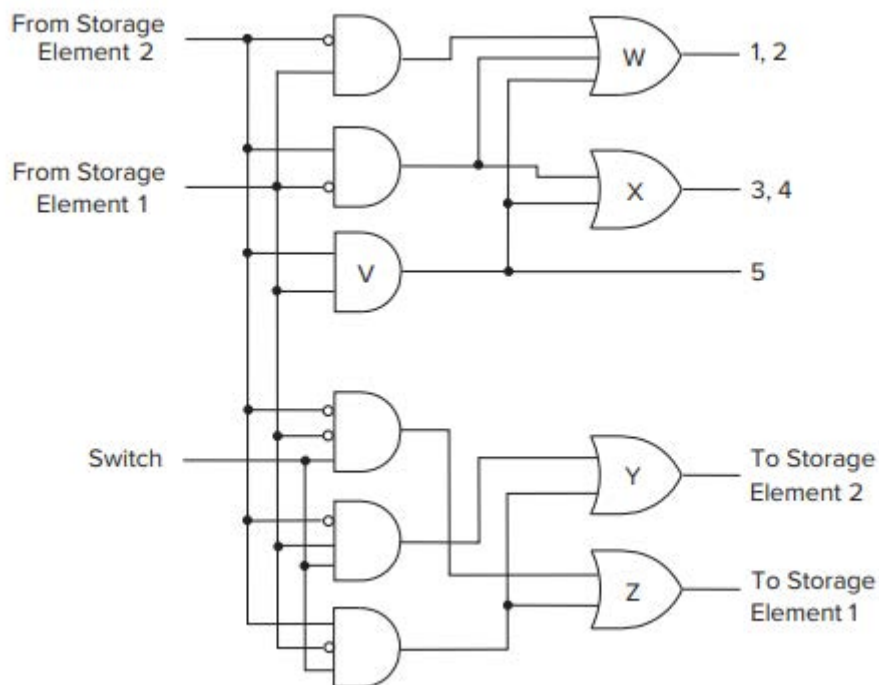 From Storage
Element 2
W
1, 2
From Storage
Element 1
X
3, 4
V
5
Switch
Y
To Storage
Element 2
Z
To Storage
Element 1